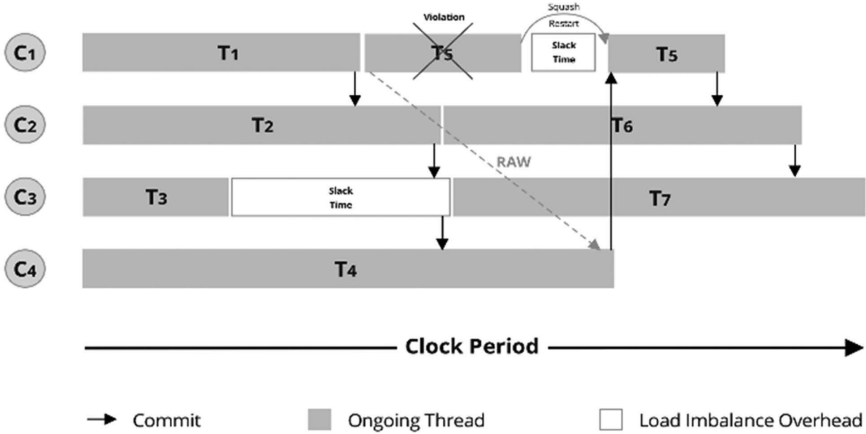 Violation
Squash
Restart
C1
T1
T5
Slack
Time
T5
C2
T2
T6
RAW
C3
T3
Slack
Time
T7
C4
T4
Clock Period
Commit
Ongoing Thread
Load Imbalance Overhead